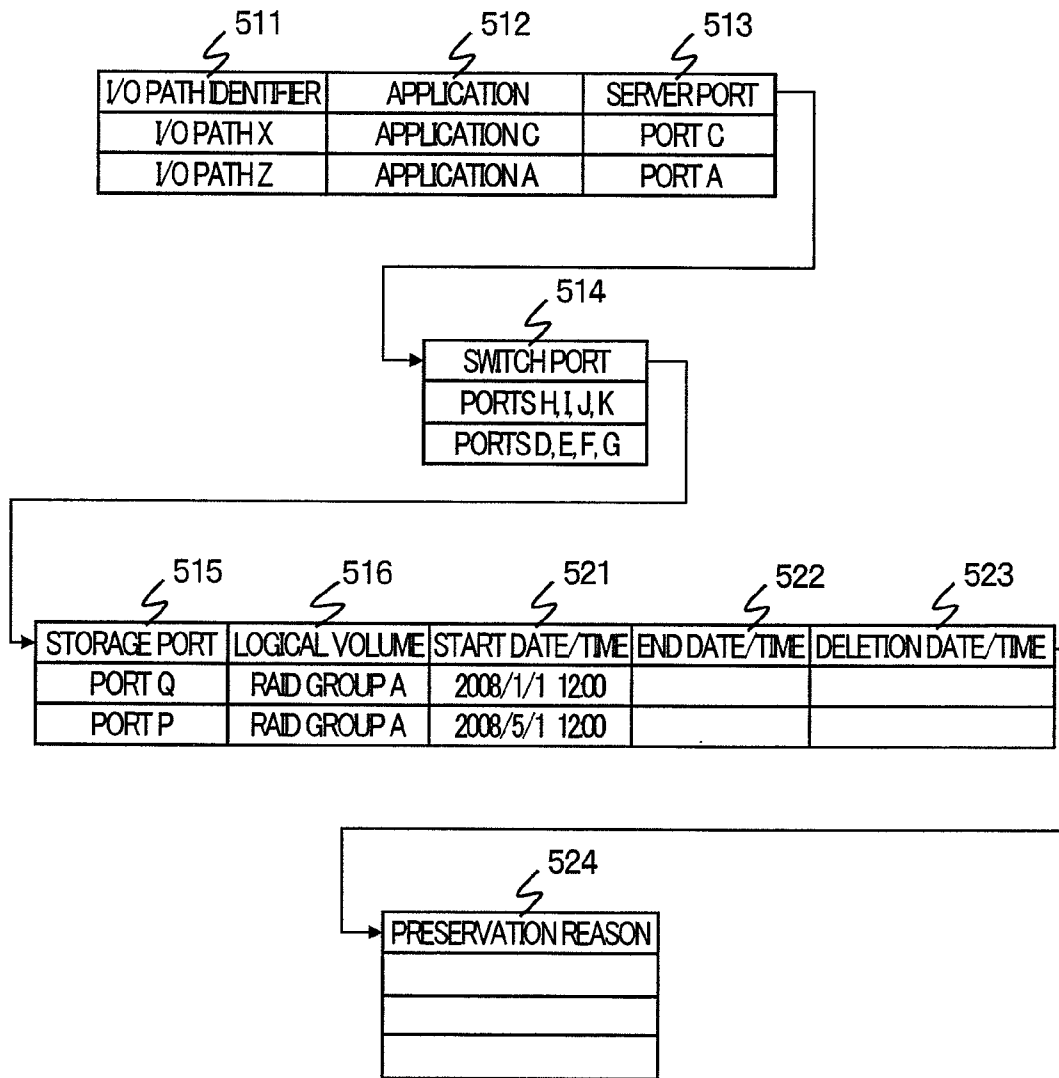 511 512 513
I/O PATH IDENTIFIER APPLICATION SERVER PORT
I/O PATH X APPLICATION C PORT C
I/O PATH Z APPLICATION A PORT A
514
SWITCH PORT
PORTS H, I, J, K
PORTS D, E, F, G
515 516 521 522 523
STORAGE PORT LOGICAL VOLUME START DATE/TIME END DATE/TIME DELETION DATE/TIME
PORT Q RAID GROUP A 2008/1/1 12:00
PORT P RAID GROUP A 2008/5/1 12:00
524
PRESERVATION REASON